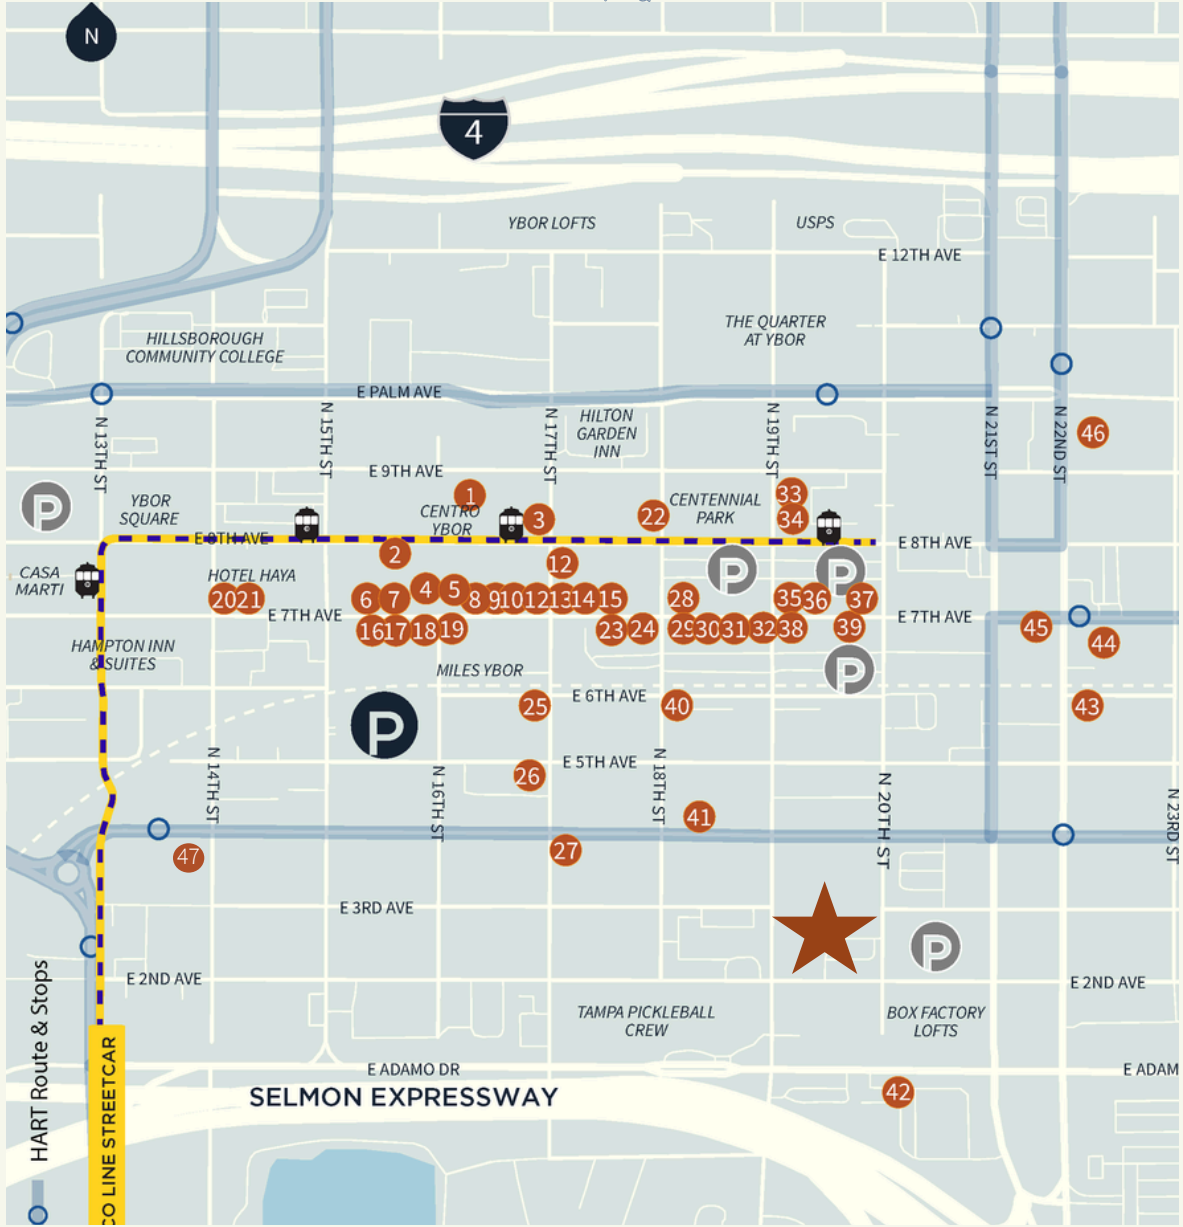 N
4
YBOR LOFTS
USPS
E 12TH AVE
THE QUARTER
AT YBOR
HILLSBOROUGH
COMMUNITY COLLEGE
E PALM AVE
N 13TH ST
N 15TH ST
N 17TH ST
HILTON
GARDEN
INN
N 19TH ST
N 21ST ST
N 22ND ST
46
E 9TH AVE
P
YBOR
SQUARE
1
CENTRO
YBOR
3
22
CENTENNIAL
PARK
33
34
E 8TH AVE
E 8TH AVE
2
12
P
P
CASA
MARTI
HOTEL HAYA
20
21
6
7
4
5
8
9
10
12
13
14
15
28
35
36
37
E 7TH AVE
E 7TH AVE
16
17
18
19
23
24
29
30
31
32
38
39
45
44
HAMPTON INN
& SUITES
MILES YBOR
P
25
E 6TH AVE
40
43
P
E 5TH AVE
26
N 14TH ST
N 16TH ST
N 18TH ST
N 20TH ST
N 23RD ST
41
47
27
E 3RD AVE
P
E 2ND AVE
E 2ND AVE
TAMPA PICKLEBALL
CREW
BOX FACTORY
LOFTS
E ADAMO DR
E ADAM
SELMON EXPRESSWAY
42
HART Route & Stops
CO LINE STREETCAR